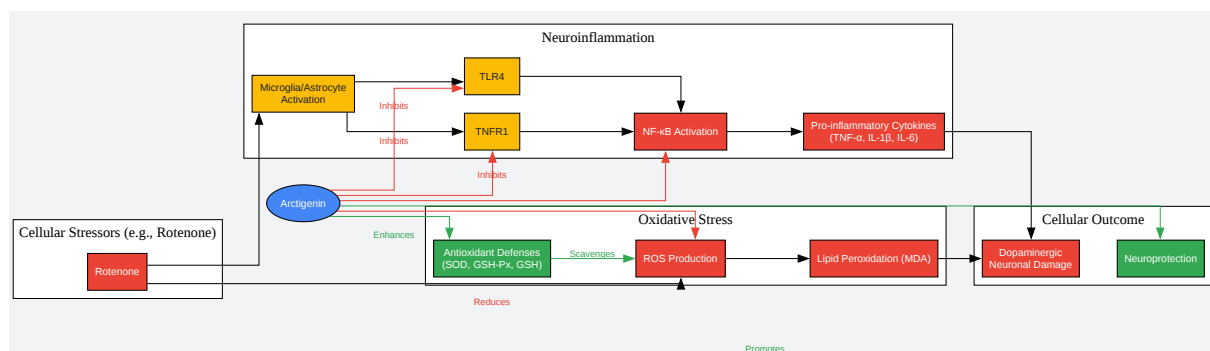 Neuroinflammation
Microglia/Astrocyte
Activation
TLR4
Inhibits
TNFR1
Inhibits
NF-κB Activation
Pro-inflammatory Cytokines
(TNF-α, IL-1β, IL-6)
Inhibits
Arctigenin
Cellular Stressors (e.g., Rotenone)
Rotenone
Enhances
Oxidative Stress
Antioxidant Defenses
(SOD, GSH-Px, GSH)
Scavenges
ROS Production
Lipid Peroxidation (MDA)
Cellular Outcome
Dopaminergic
Neuronal Damage
Neuroprotection
Reduces
Promotes